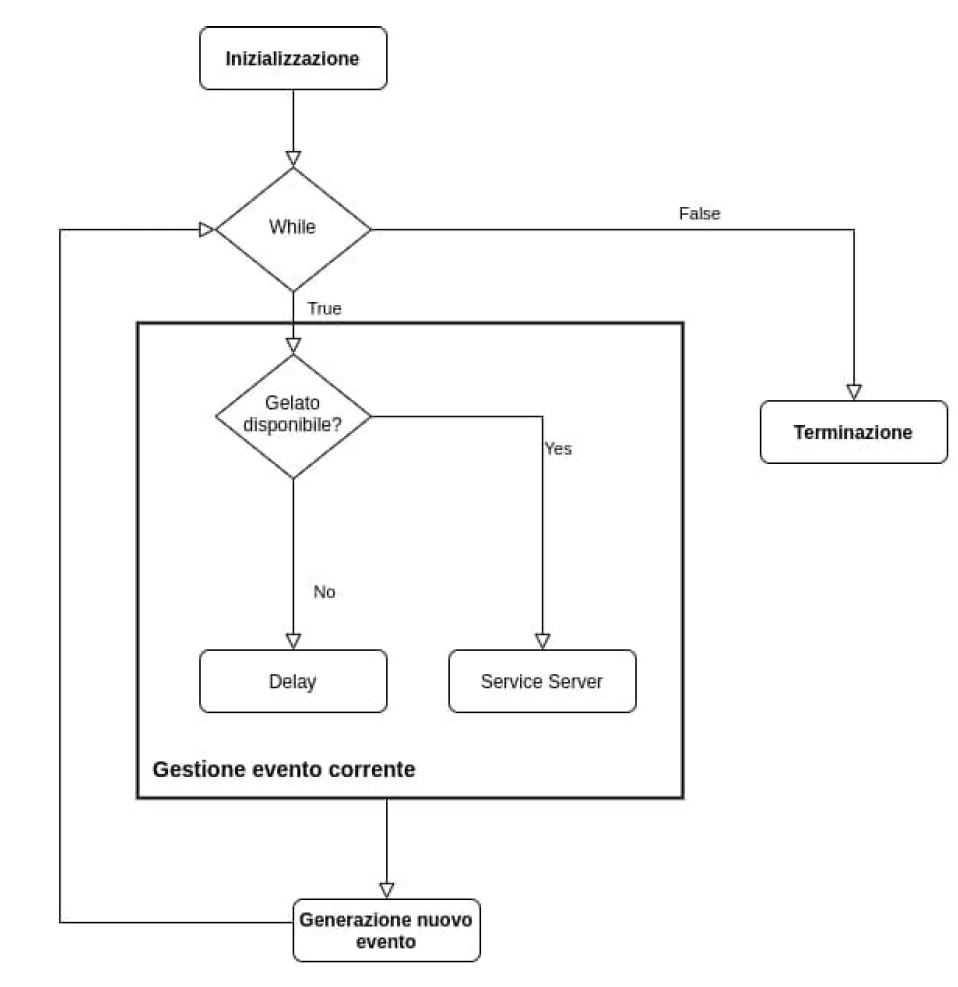 Inizializzazione
While
False
True
Gelato
disponibile?
Yes
Terminazione
No
Delay
Service Server
Gestione evento corrente
Generazione nuovo
evento